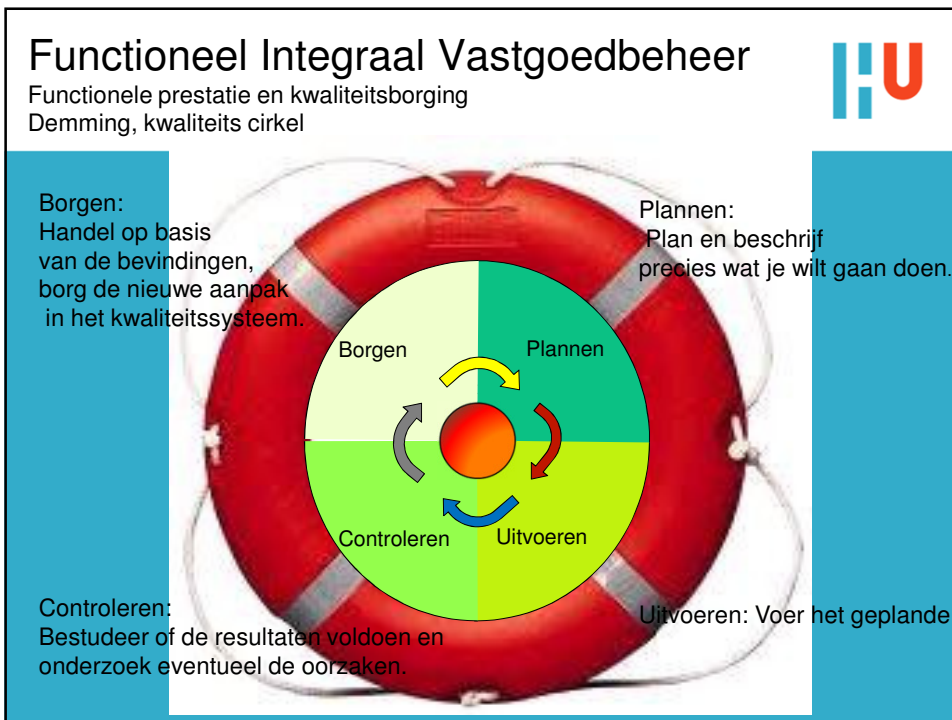 Functioneel Integraal Vastgoedbeheer
Functionele prestatie en kwaliteitsborging
Demming, kwaliteits cirkel
HU
Borgen:
Handel op basis
van de bevindingen,
borg de nieuwe aanpak
in het kwaliteitssysteem.
Plannen:
Plan en beschrijf
precies wat je wilt gaan doen.
Borgen
Plannen
Controleren
Uitvoeren
Controleren:
Bestudeer of de resultaten voldoen en
onderzoek eventueel de oorzaken.
Uitvoeren: Voer het geplande